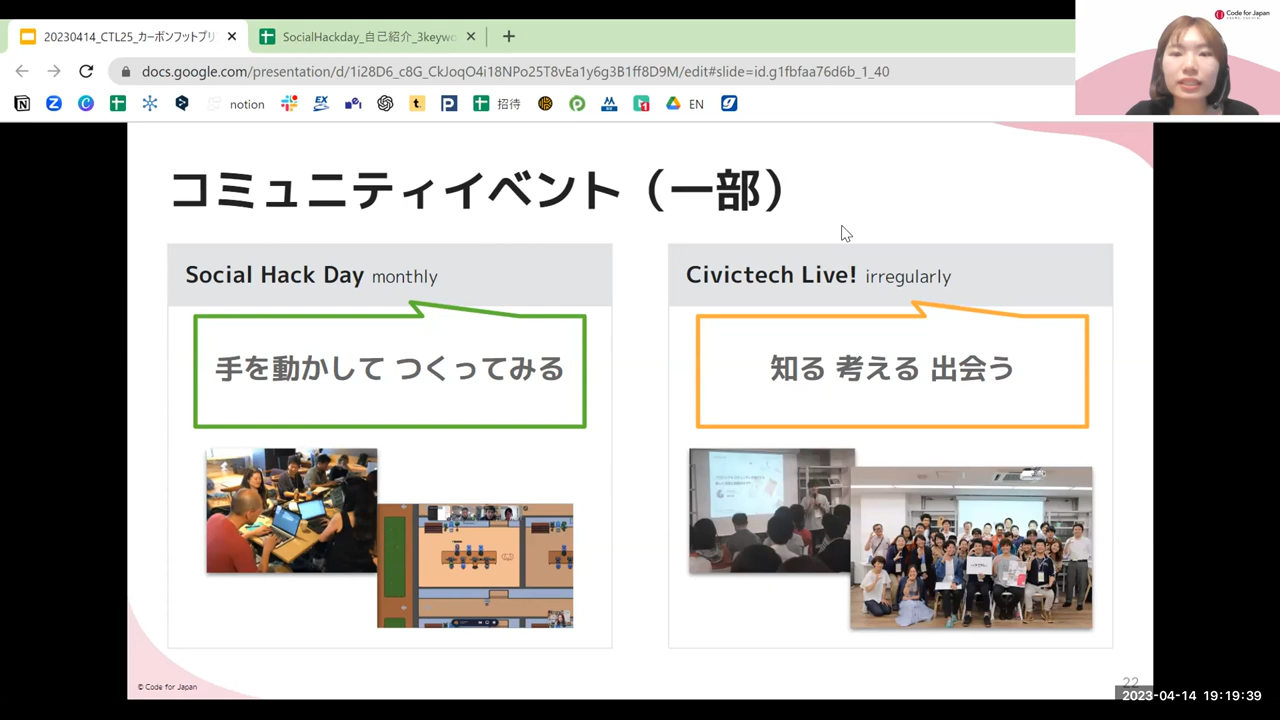 Code for Japan
20230414_CTL25_カーボンフットプリ
SocialHackday_自己紹介_3keywo
docs.google.com/presentation/d/1i28D6_c8G_CkJoqO4i18NPo25T8vEa1y6g3B1ff8D9M/edit#slide=id.g1fbfaa76d6b_1_40
notion
EX
招待
EN
コミュニティイベント（一部）
Social Hack Day monthly
手を動かして つくってみる
Civictech Live! irregularly
知る 考える 出会う
© Code for Japan
22
2023-04-14 19:19:39